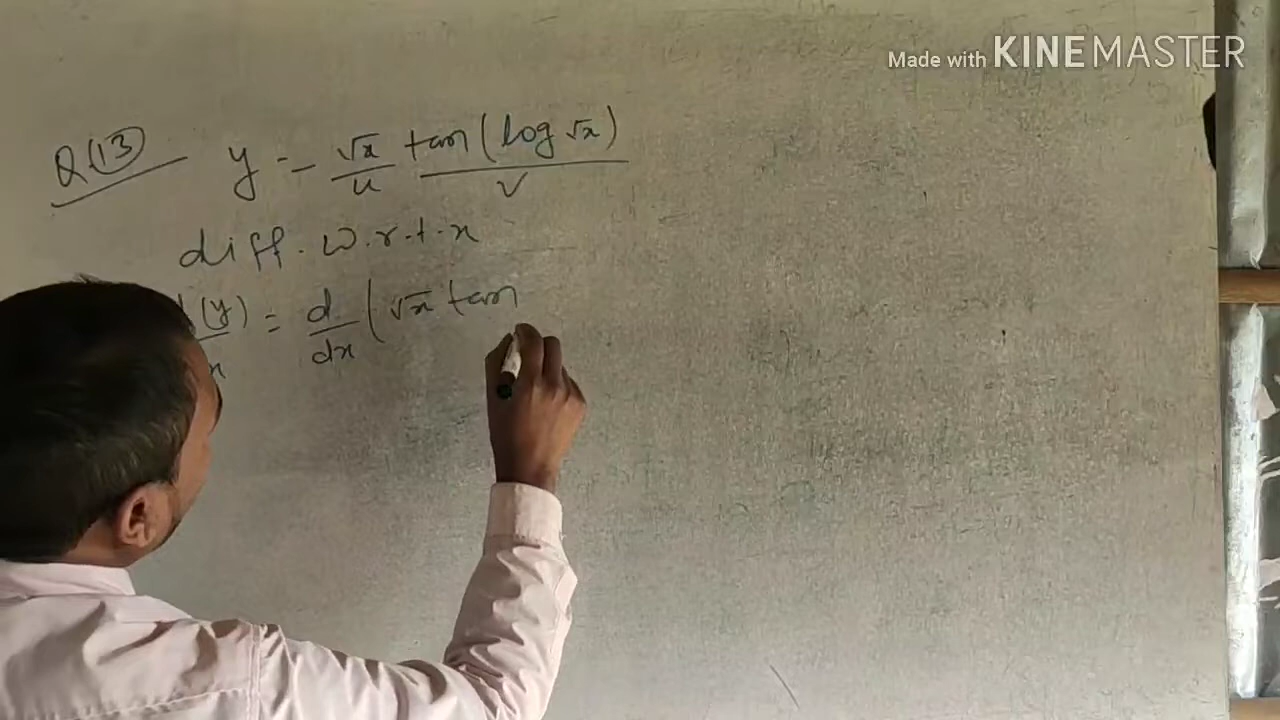 Made with KINEMASTER
Q(13) y = √x tan (log √x)
u v
diff. w.r.t. x
(y) = d/dx (√x tan